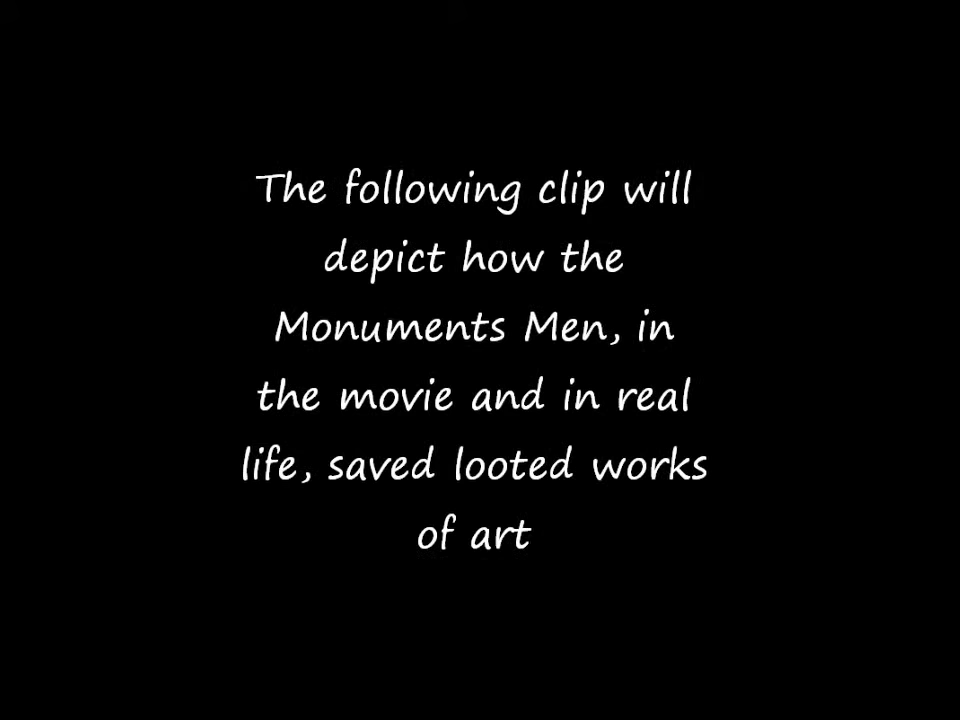 The following clip will
depict how the
Monuments Men, in
the movie and in real
life, saved looted works
of art